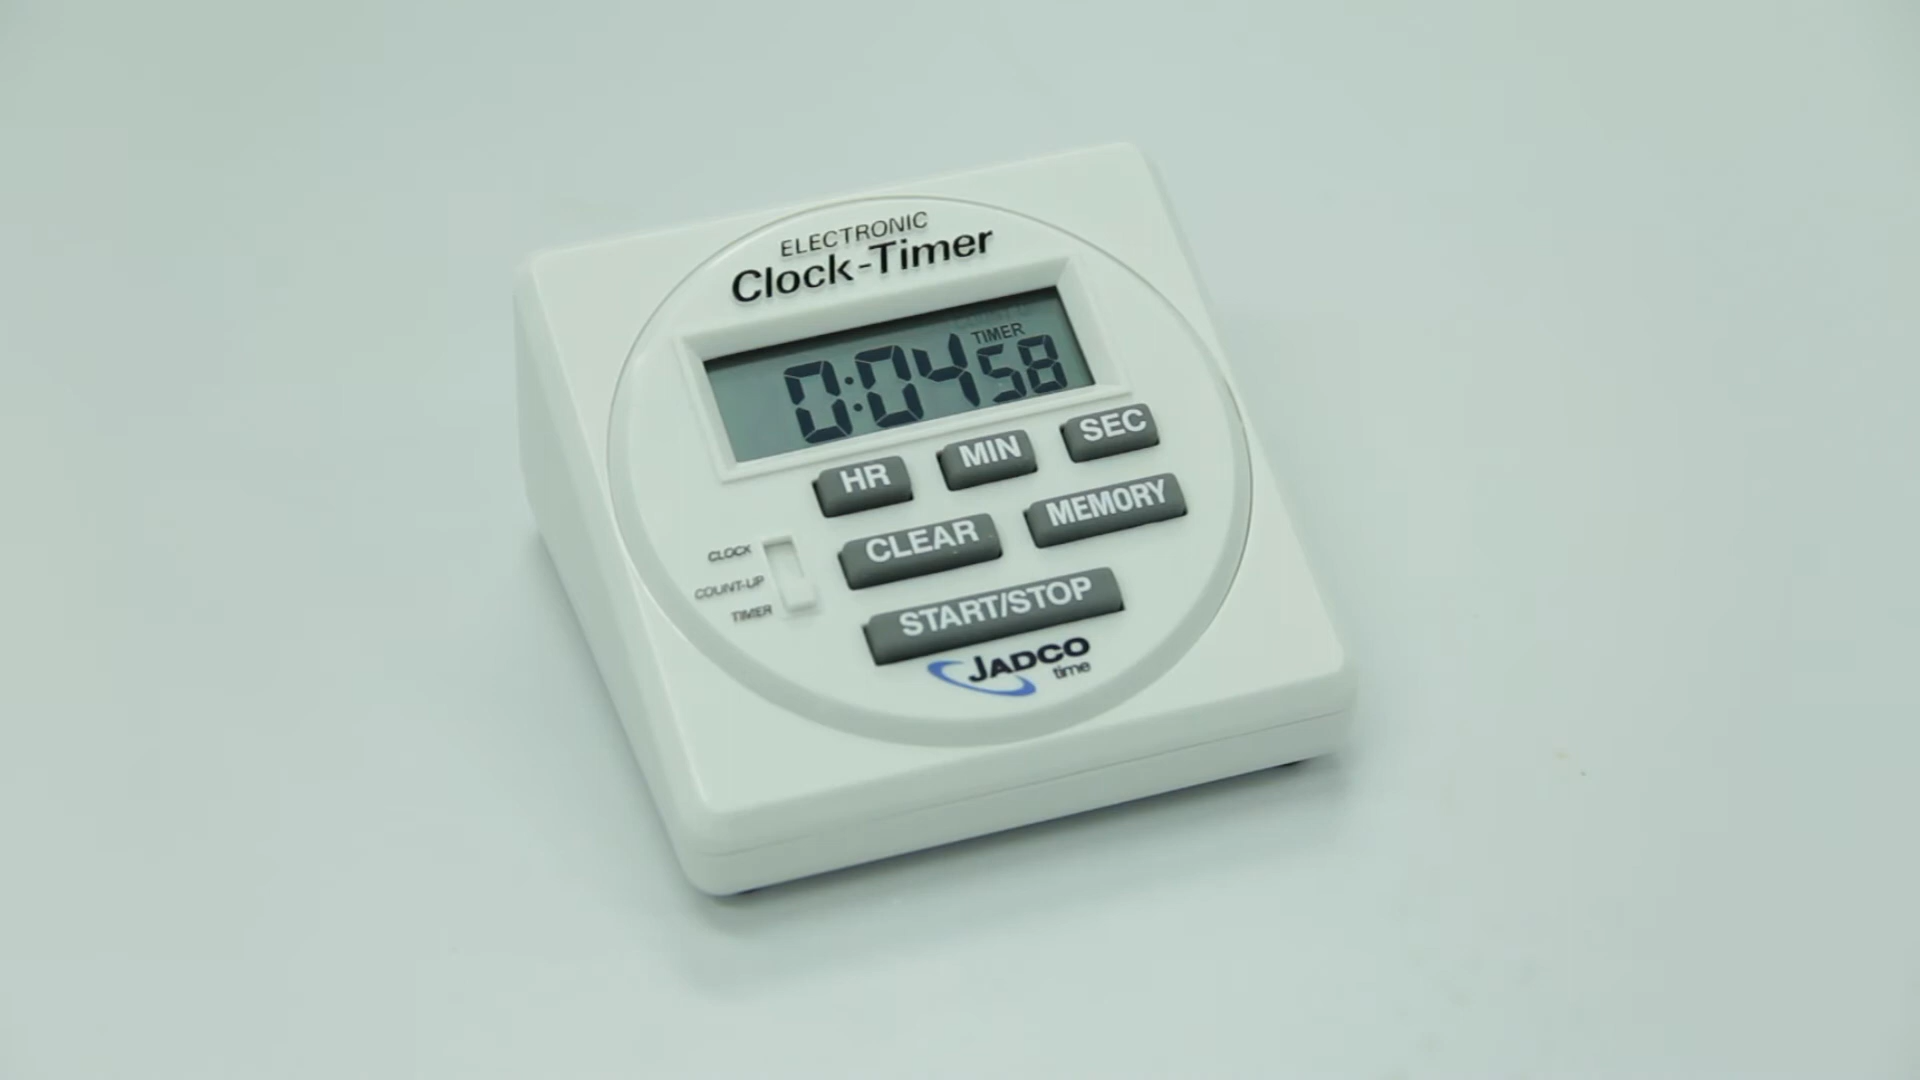 ELECTRONIC
Clock-Timer
TIMER
0:04 58
HR MIN SEC
CLEAR MEMORY
START/STOP
CLOCK
COUNT-UP
TIMER
JADCO
time